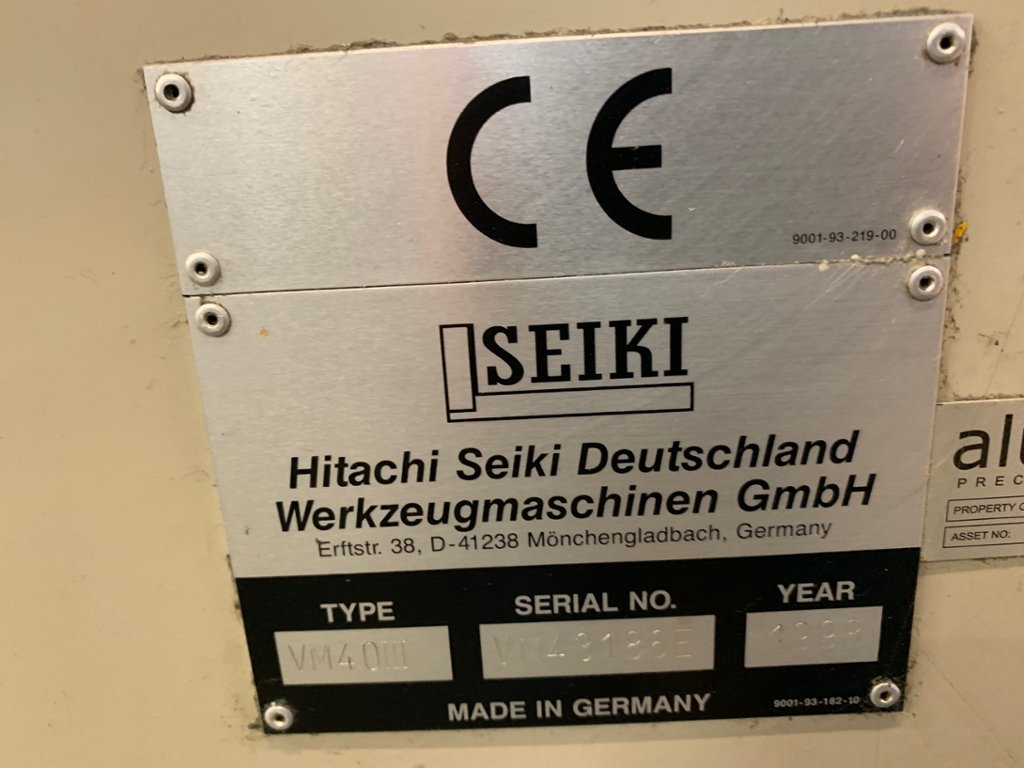 CE
9001-93-219-00
SEIKI
Hitachi Seiki Deutschland
Werkzeugmaschinen GmbH
Erftstr. 38, D-41238 Mönchengladbach, Germany
TYPE SERIAL NO. YEAR
VM40III 1998
MADE IN GERMANY 9001-93-182-10
PROPERTY
ASSET NO: